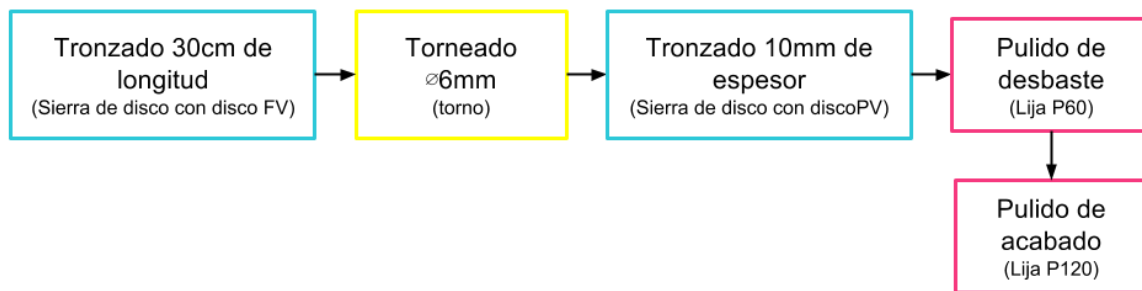 Tronzado 30cm de
longitud
(Sierra de disco con disco FV)
Torneado
⌀6mm
(torno)
Tronzado 10mm de
espesor
(Sierra de disco con discoPV)
Pulido de
desbaste
(Lija P60)
Pulido de
acabado
(Lija P120)